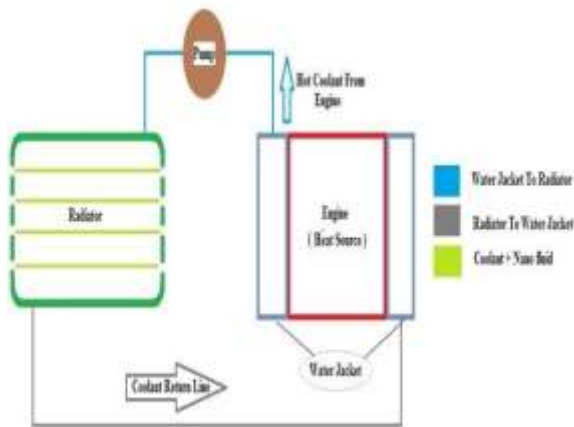 Pump
Hot Coolant From
Engine
Radiator
Engine
( Heat Source )
Water Jacket To Radiator
Radiator To Water Jacket
Coolant + Nano fluid
Coolant Return Line
Water Jacket